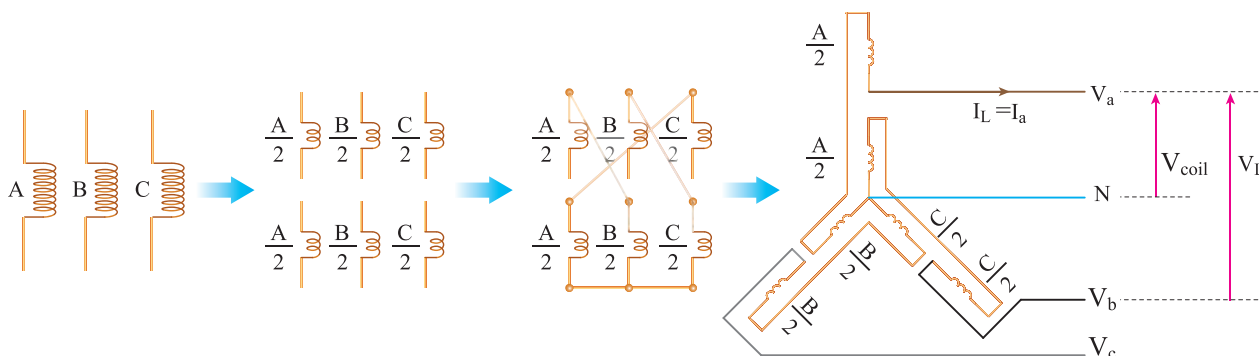 A
B
C
A/2
B/2
C/2
A/2
B/2
C/2
A/2
B/2
C/2
A/2
B/2
C/2
A/2
A/2
B/2
B/2
C/2
C/2
I_L = I_a
V_a
N
V_b
V_c
V_coil
V_L